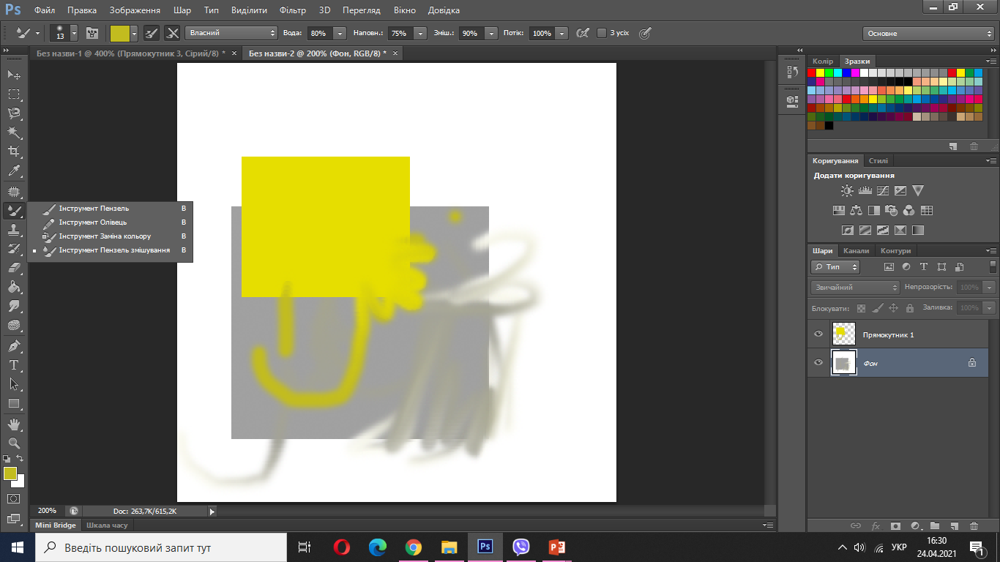 Ps Файл Правка Зображення Шар Тип Виділити Фільтр 3D Перегляд Вікно Довідка
13 Власний Вода: 80% Наповн.: 75% Зміш.: 90% Потік: 100% З усіх Основне
Без назви-1 @ 400% (Прямокутник 3, Сірий/8) * × Без назви-2 @ 200% (Фон, RGB/8) * ×
Колір Зразки
Коригування Стилі
Додати коригування
Інструмент Пензель B
Інструмент Олівець B
Інструмент Заміна кольору B
Інструмент Пензель змішування B
Шари Канали Контури
Тип
Звичайний Непрозорість: 100%
Блокувати: Заливка: 100%
Прямокутник 1
Фон
T
200% Doc: 263,7K/615,2K
Mini Bridge Шкала часу
fx
Введіть пошуковий запит тут
Ps
УКР
16:30
24.04.2021
1